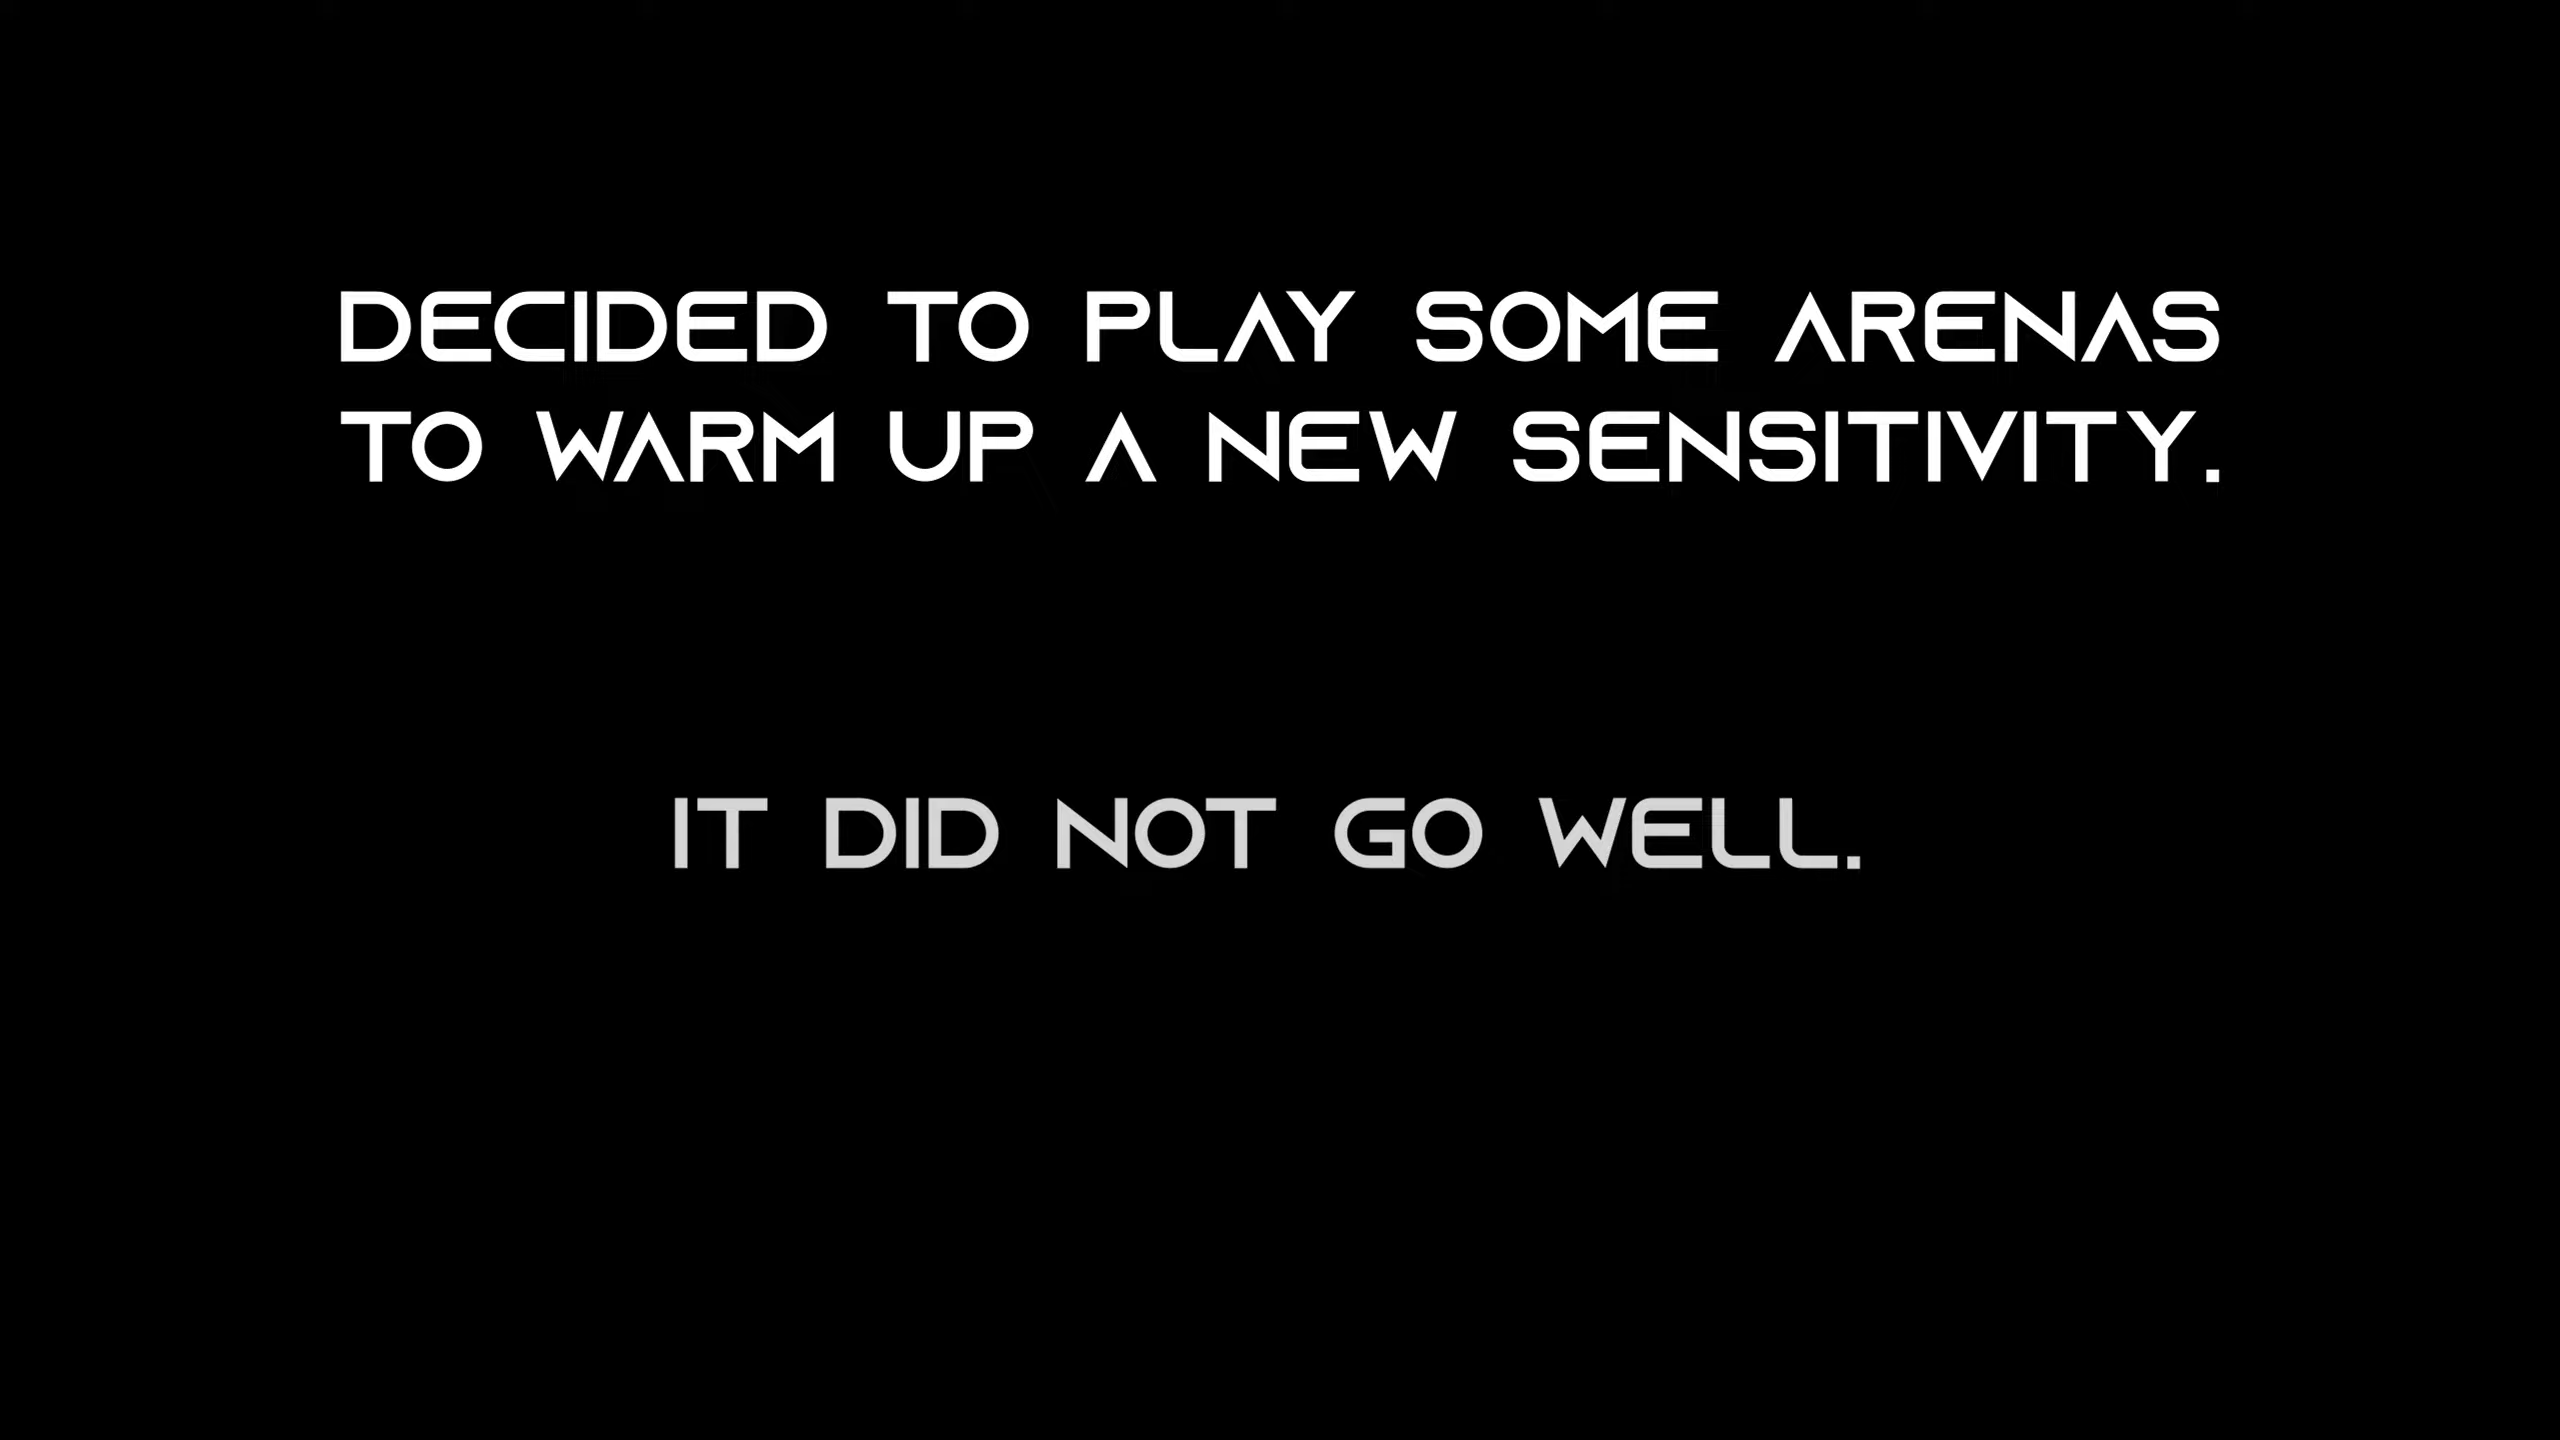 DECIDED TO PLAY SOME ARENAS
TO WARM UP A NEW SENSITIVITY.
IT DID NOT GO WELL.